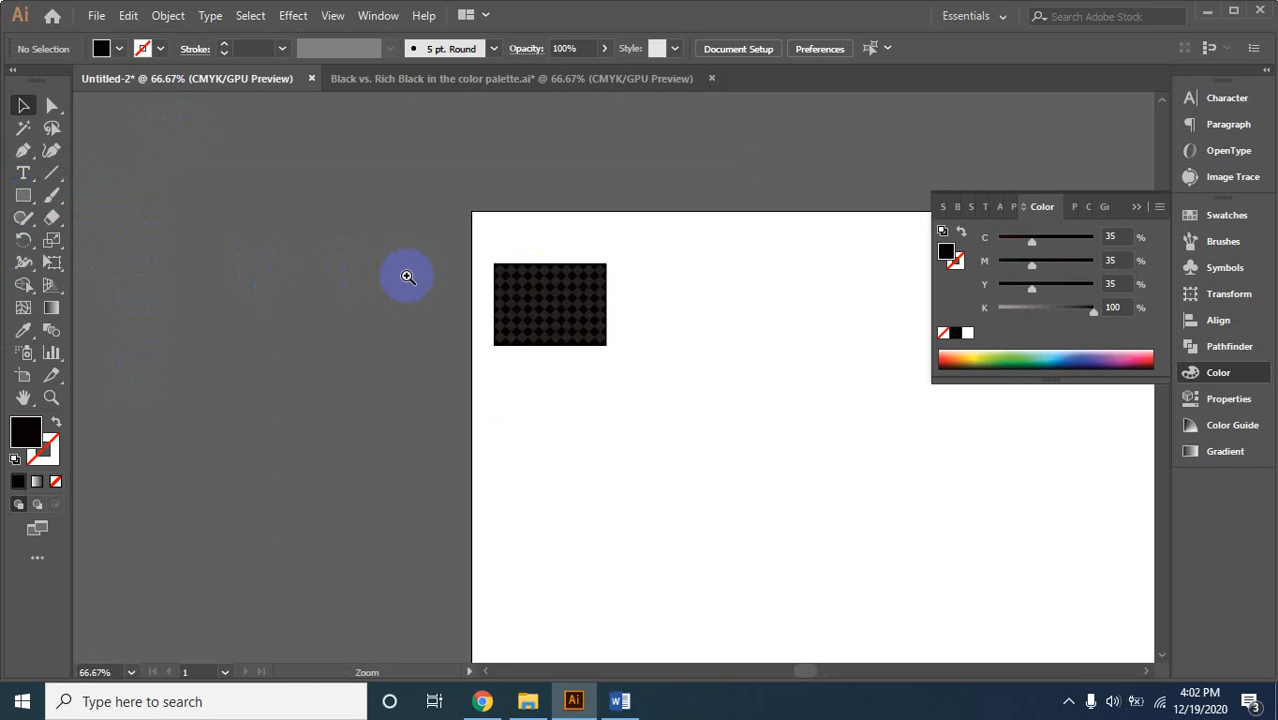 Ai File Edit Object Type Select Effect View Window Help Essentials Search Adobe Stock
No Selection Stroke: 5 pt. Round Opacity: 100% Style: Document Setup Preferences
Untitled-2* @ 66.67% (CMYK/GPU Preview) × Black vs. Rich Black in the color palette.ai* @ 66.67% (CMYK/GPU Preview) ×
Character
Paragraph
OpenType
Image Trace
S B S T A P Color P C Gr
Swatches
C 35 %
Brushes
M 35 %
Symbols
Y 35 %
Transform
K 100 %
Align
Pathfinder
Color
Properties
Color Guide
Gradient
66.67% 1 Zoom
Type here to search
Ai
W
4:02 PM
12/19/2020
3